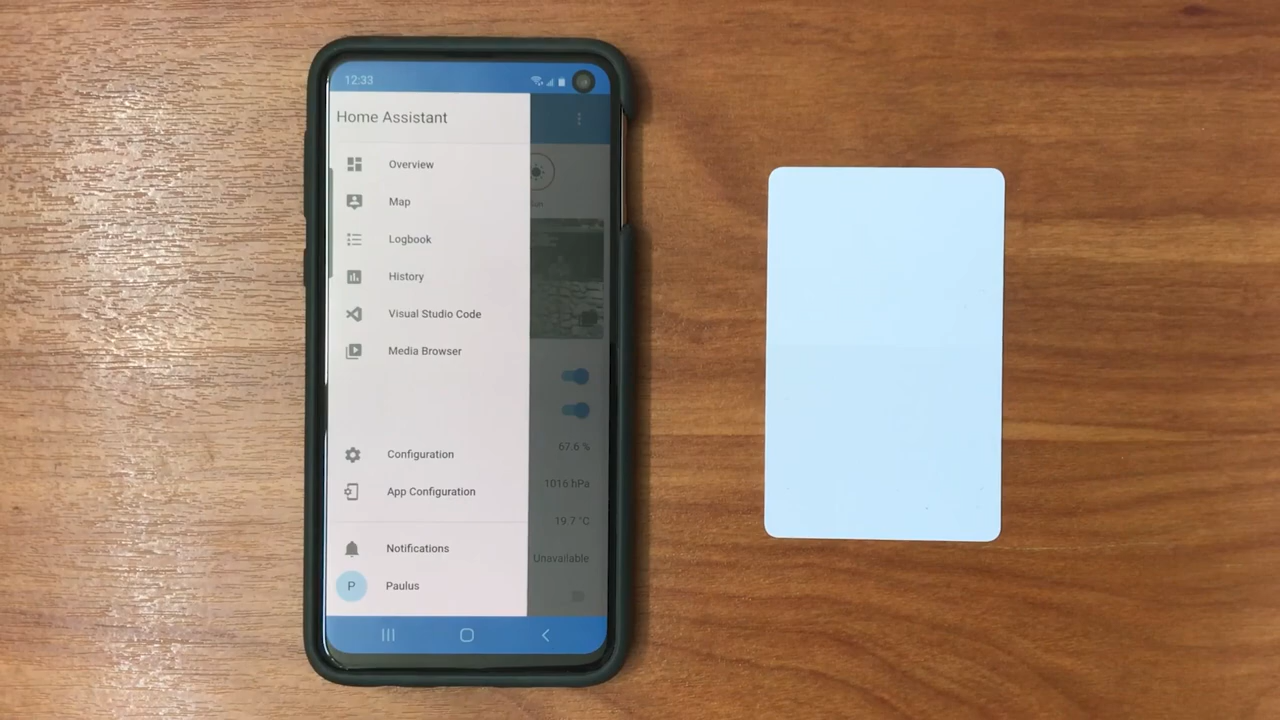 12:33
Home Assistant
Overview
Map
Logbook
History
Visual Studio Code
Media Browser
67.6 %
Configuration
1016 hPa
App Configuration
19.7 °C
Notifications
Unavailable
P
Paulus